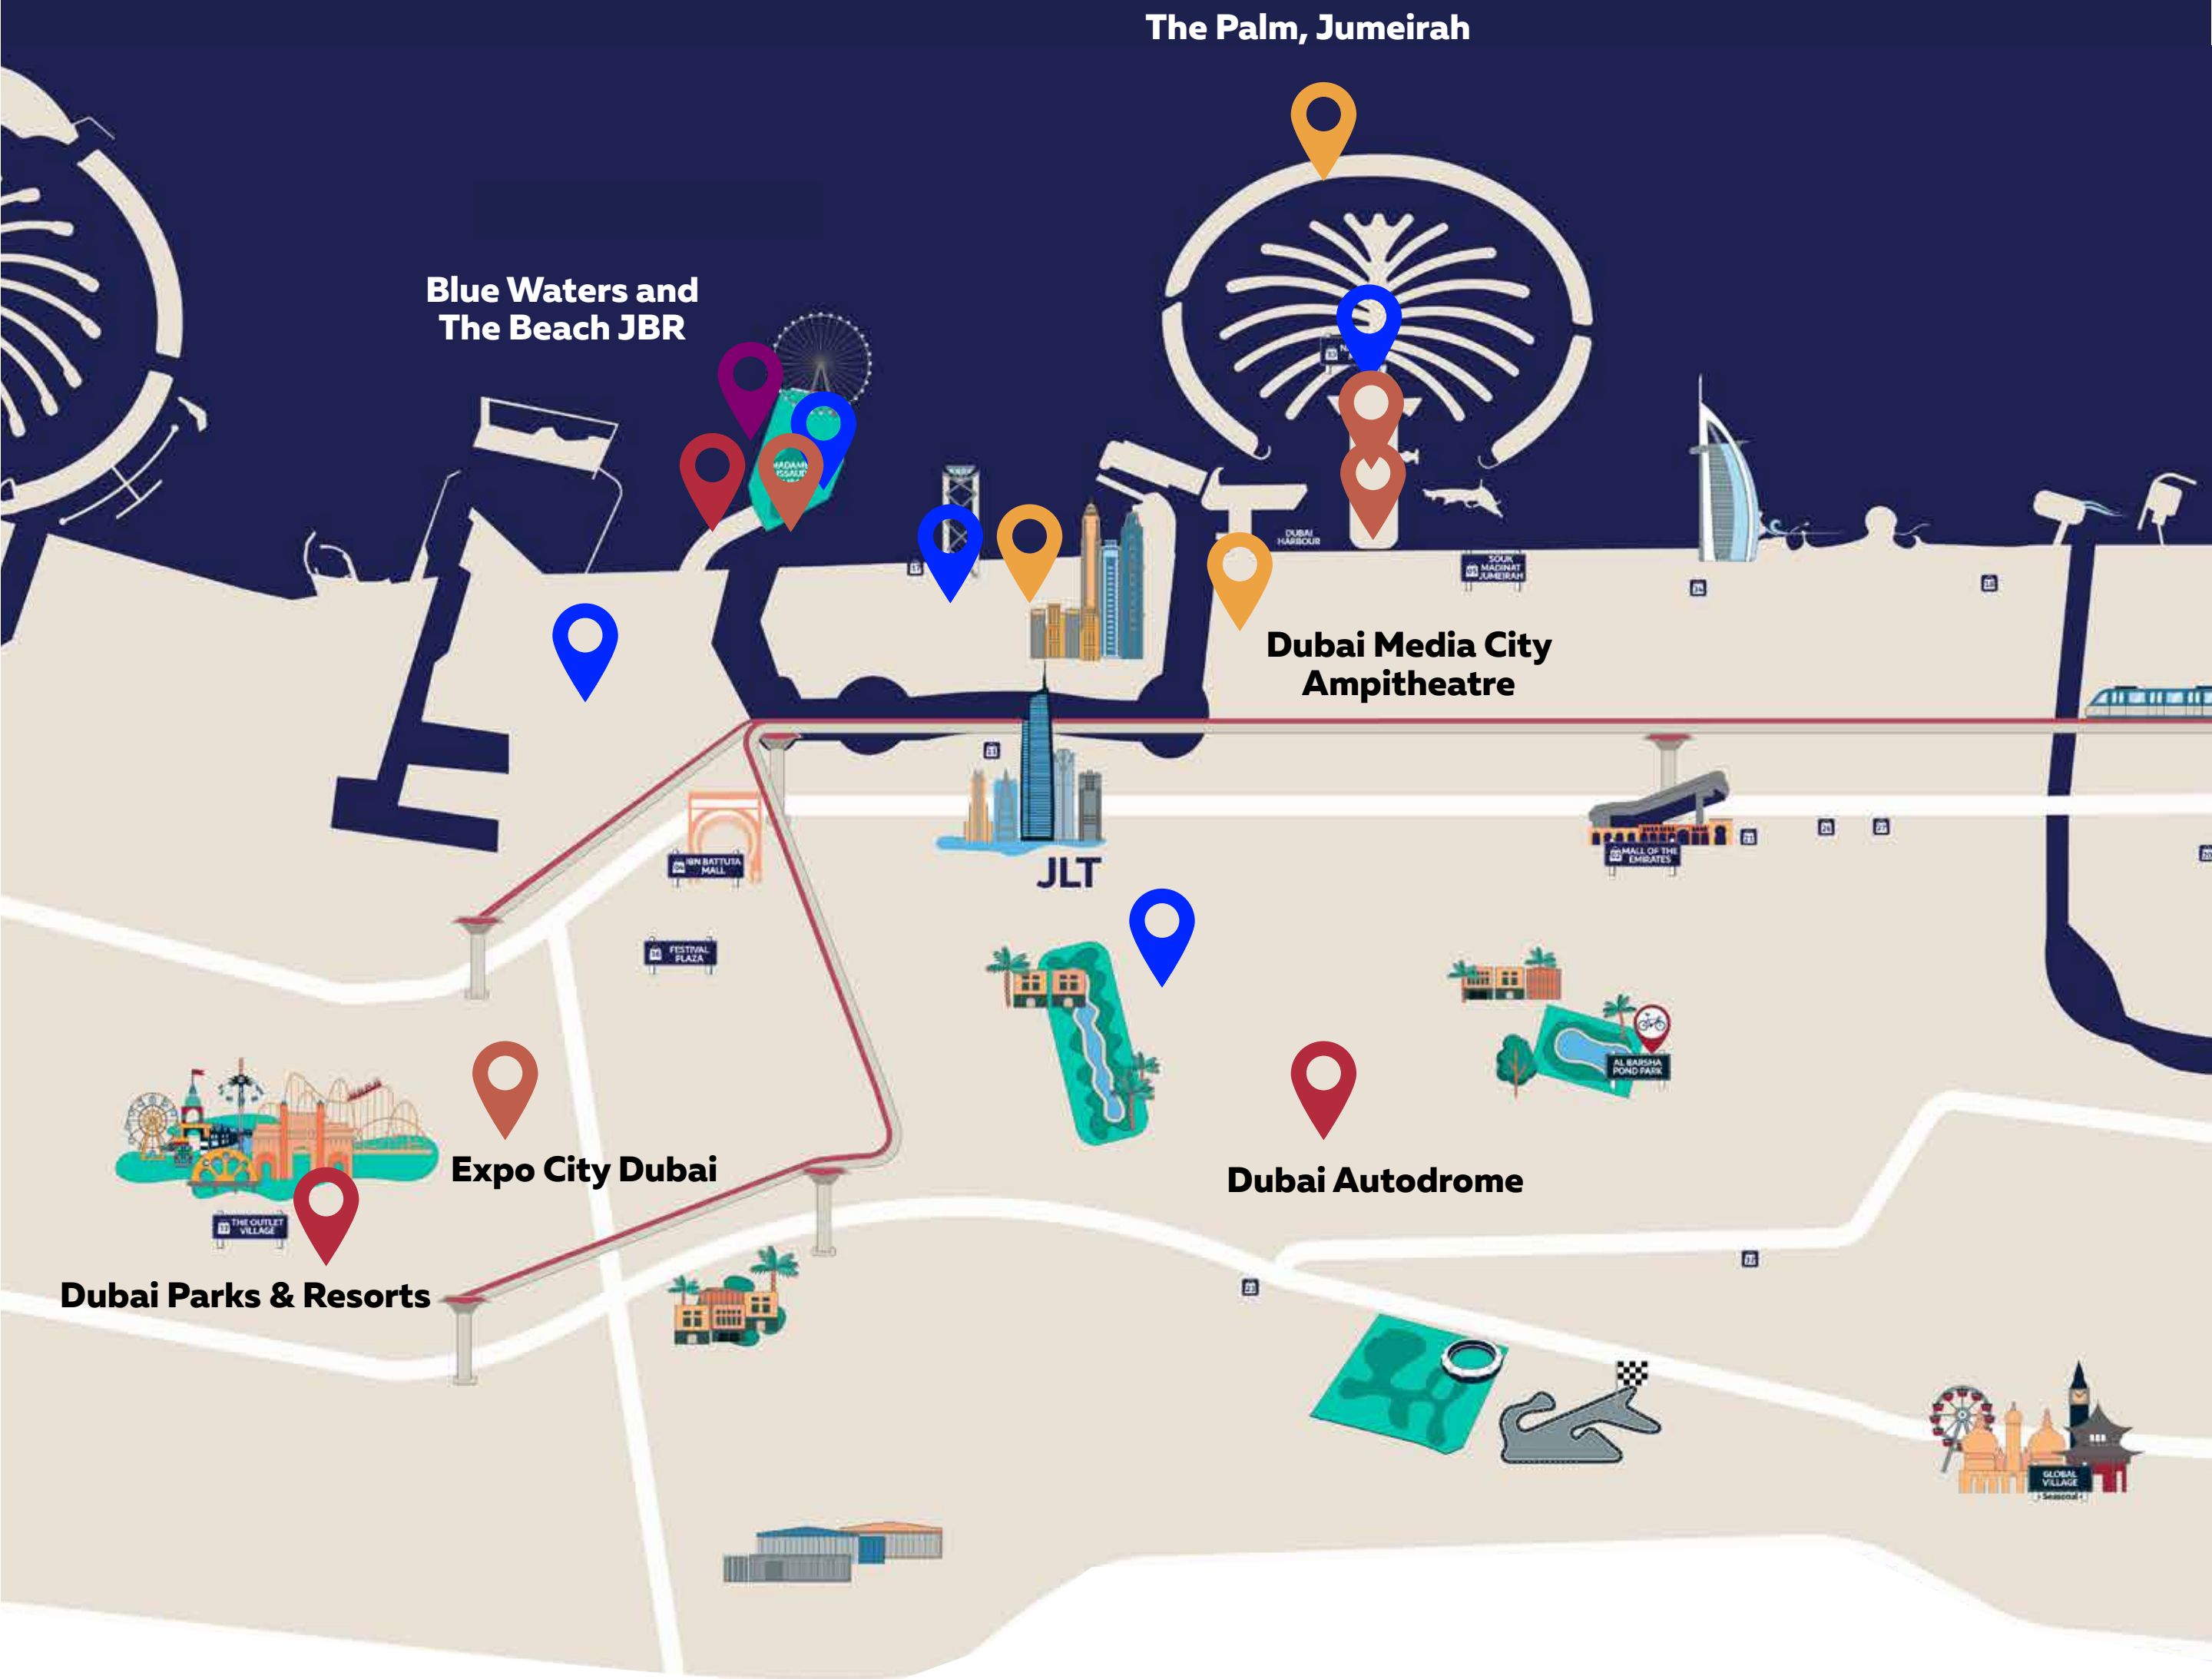 The Palm, Jumeirah
Blue Waters and
The Beach JBR
DUBAI
HARBOUR
SOUK
MADINAT
JUMEIRAH
Dubai Media City
Ampitheatre
IBN BATTUTA
MALL
JLT
MALL OF THE
EMIRATES
FESTIVAL
PLAZA
AL BARSHA
POND PARK
Expo City Dubai
Dubai Autodrome
THE OUTLET
VILLAGE
Dubai Parks & Resorts
GLOBAL
VILLAGE
Seasonal